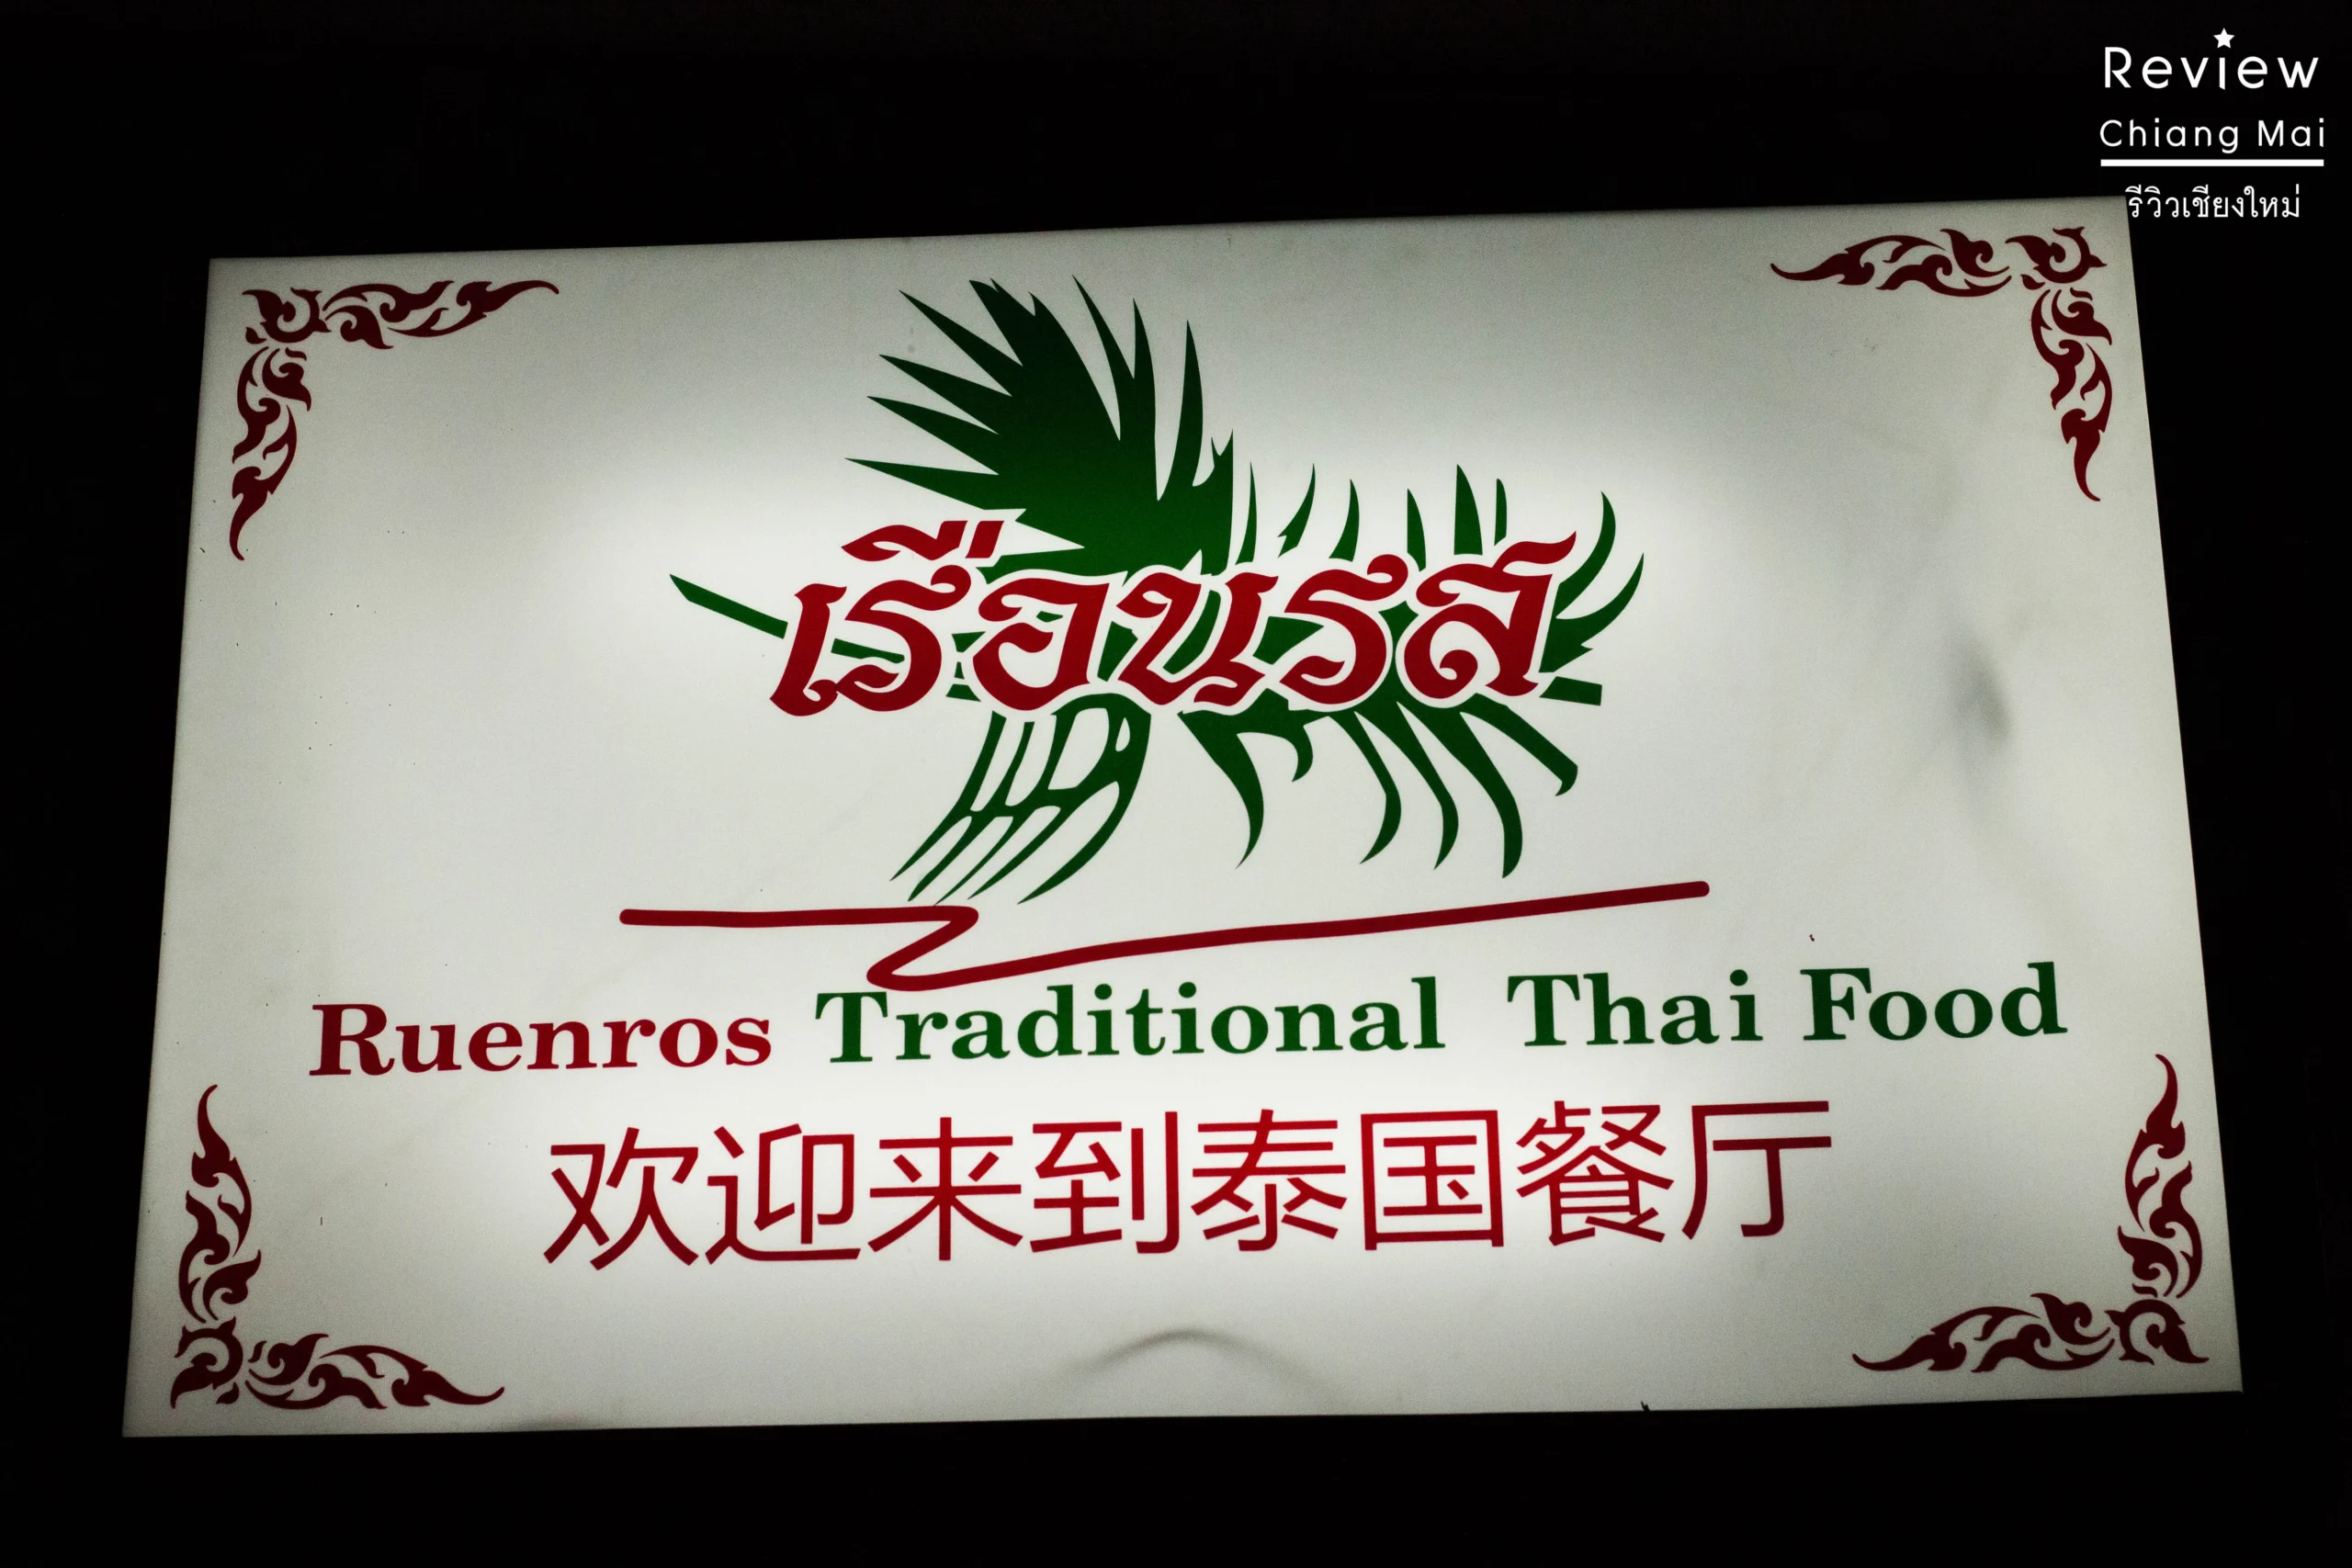 Review
Chiang Mai
รีวิวเชียงใหม่
เรือนรส
Ruenros Traditional Thai Food
欢迎来到泰国餐厅